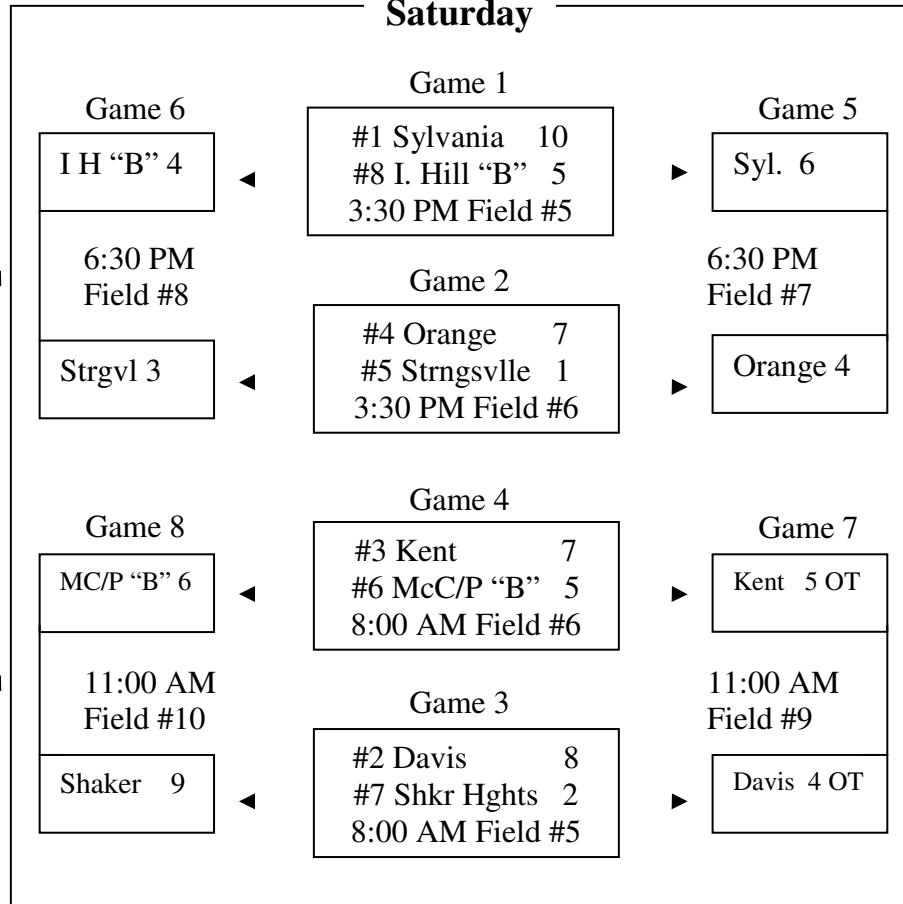 Saturday
Game 1
Game 6
Game 5
#1 Sylvania 10
#8 I. Hill “B” 5
3:30 PM Field #5
I H “B” 4
Syl. 6
6:30 PM
Field #8
6:30 PM
Field #7
Game 2
#4 Orange 7
#5 Strngsvlle 1
3:30 PM Field #6
Strgvl 3
Orange 4
Game 4
Game 8
Game 7
#3 Kent 7
#6 McC/P “B” 5
8:00 AM Field #6
MC/P “B” 6
Kent 5 OT
11:00 AM
Field #10
11:00 AM
Field #9
Game 3
#2 Davis 8
#7 Shkr Hghts 2
8:00 AM Field #5
Shaker 9
Davis 4 OT